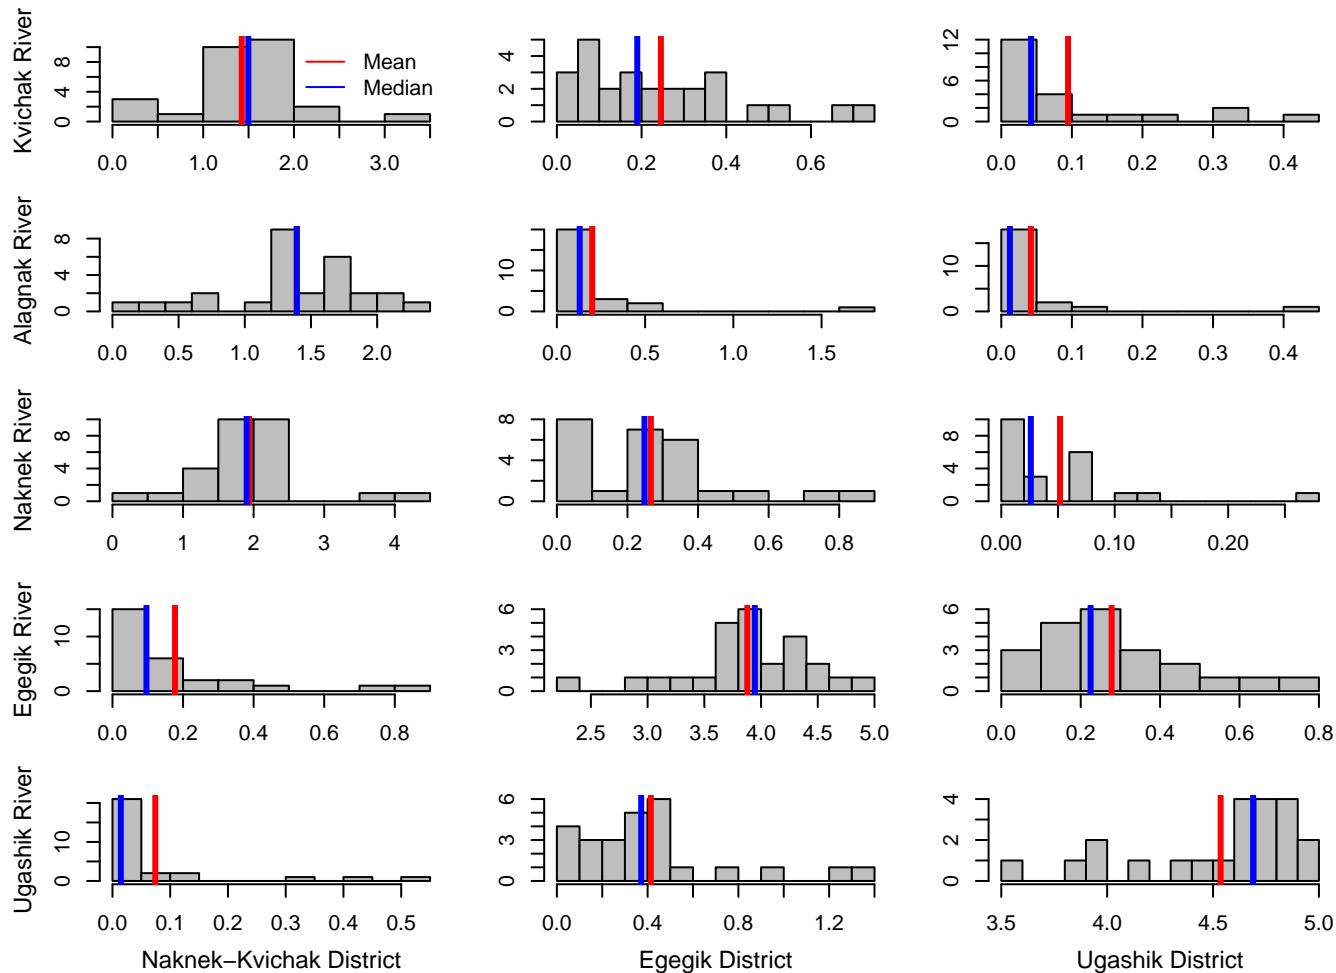 Kvichak River
0 4 8
0.0 1.0 2.0 3.0
Mean
Median
0 2 4
0.0 0.2 0.4 0.6
0 6 12
0.0 0.1 0.2 0.3 0.4
Alagnak River
0 4 8
0.0 0.5 1.0 1.5 2.0
0 10
0.0 0.5 1.0 1.5
0 10
0.0 0.1 0.2 0.3 0.4
Naknek River
0 4 8
0 1 2 3 4
0 4 8
0.0 0.2 0.4 0.6 0.8
0 4 8
0.00 0.10 0.20
Egegik River
0 10
0.0 0.2 0.4 0.6 0.8
0 3 6
2.5 3.0 3.5 4.0 4.5 5.0
0 3 6
0.0 0.2 0.4 0.6 0.8
Ugashik River
0 10
0.0 0.1 0.2 0.3 0.4 0.5
0 3 6
0.0 0.4 0.8 1.2
0 2 4
3.5 4.0 4.5 5.0
Naknek−Kvichak District
Egegik District
Ugashik District